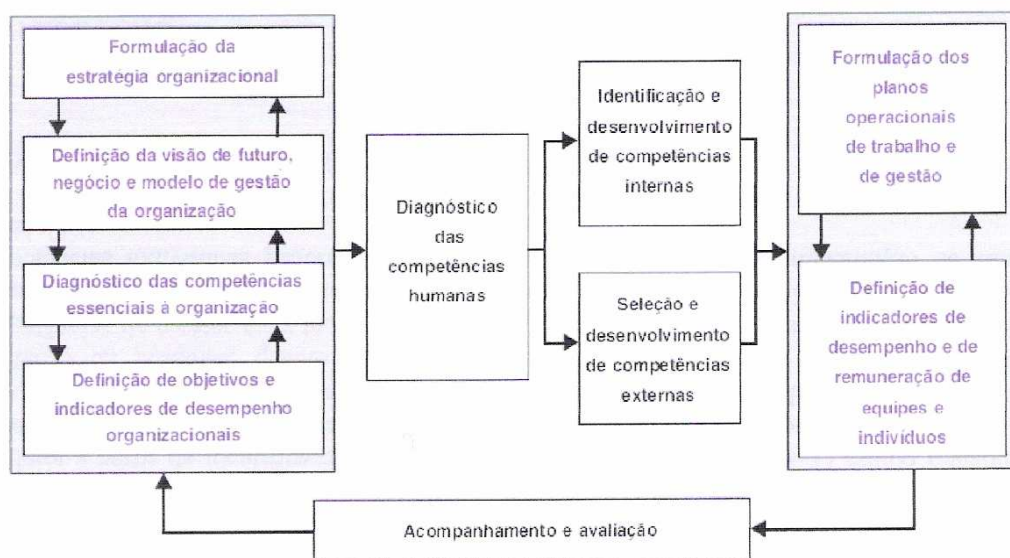 Formulação da
estratégia organizacional
Definição da visão de futuro,
negócio e modelo de gestão
da organização
Diagnóstico das competências
essenciais à organização
Definição de objetivos e
indicadores de desempenho
organizacionais
Diagnóstico
das
competências
humanas
Identificação e
desenvolvimento
de competências
internas
Seleção e
desenvolvimento
de competências
externas
Formulação dos
planos
operacionais
de trabalho e
de gestão
Definição de
indicadores de
desempenho e de
remuneração de
equipes e
indivíduos
Acompanhamento e avaliação